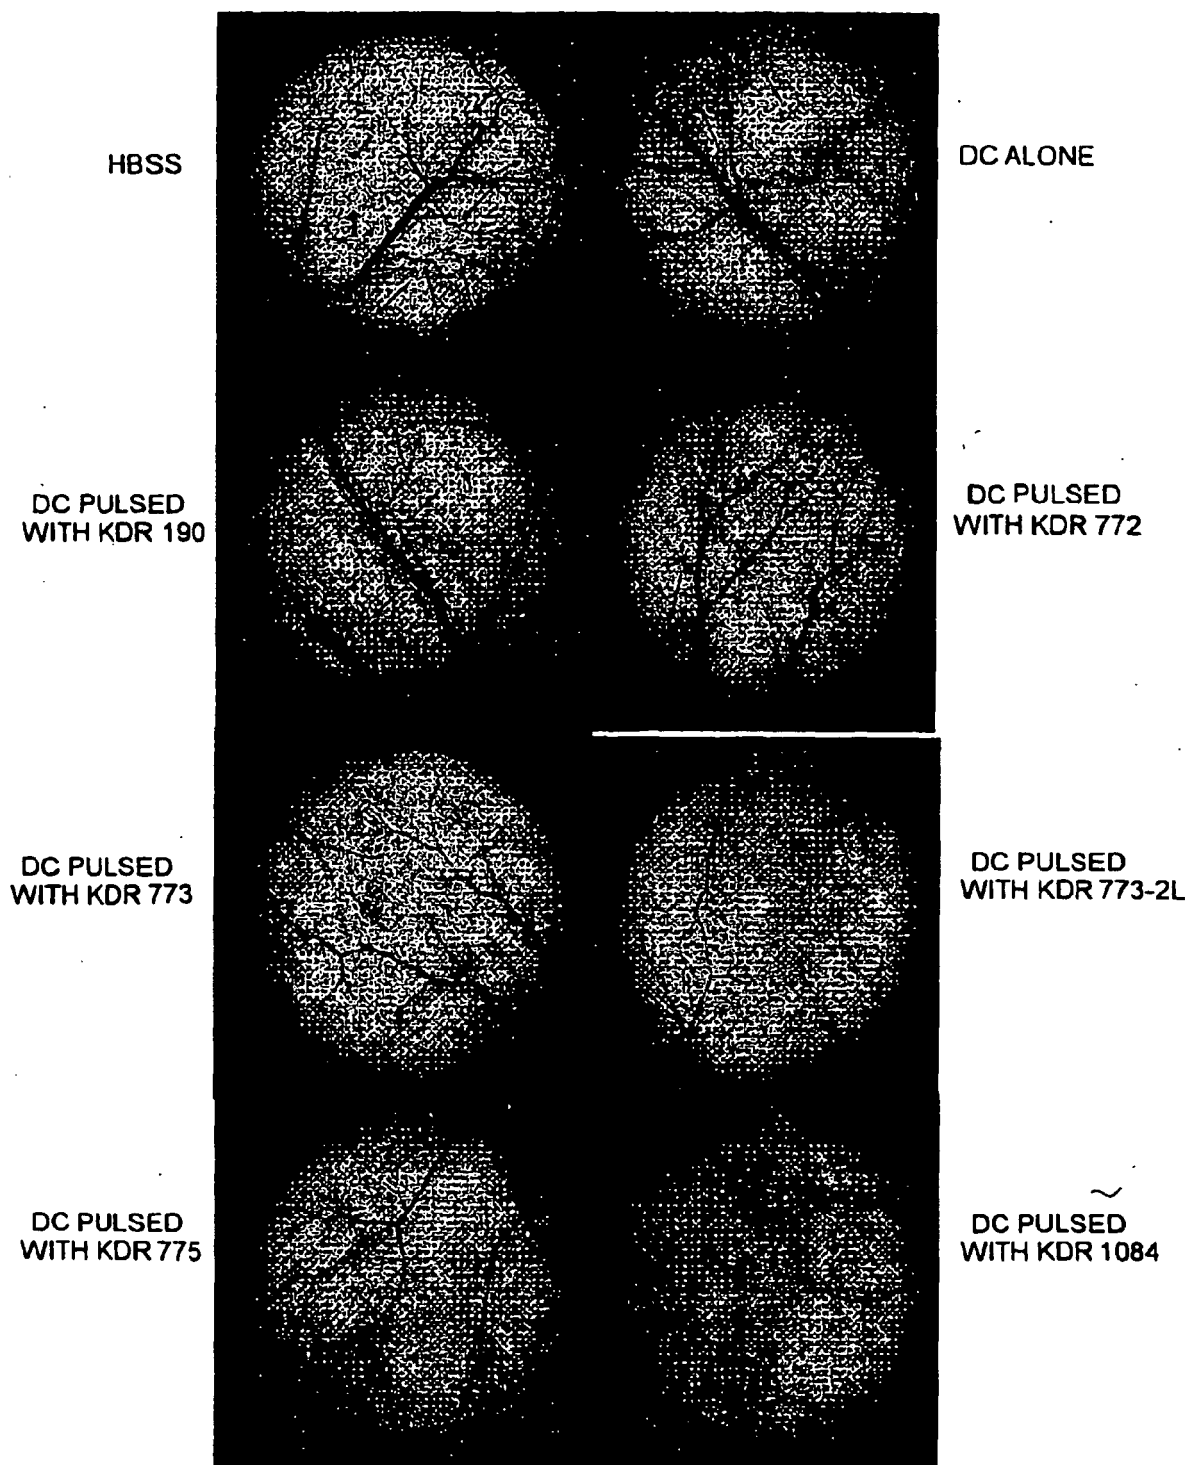 HBSS
DC ALONE
DC PULSED
WITH KDR 190
DC PULSED
WITH KDR 772
DC PULSED
WITH KDR 773
DC PULSED
WITH KDR 773-2L
DC PULSED
WITH KDR 775
DC PULSED
WITH KDR 1084